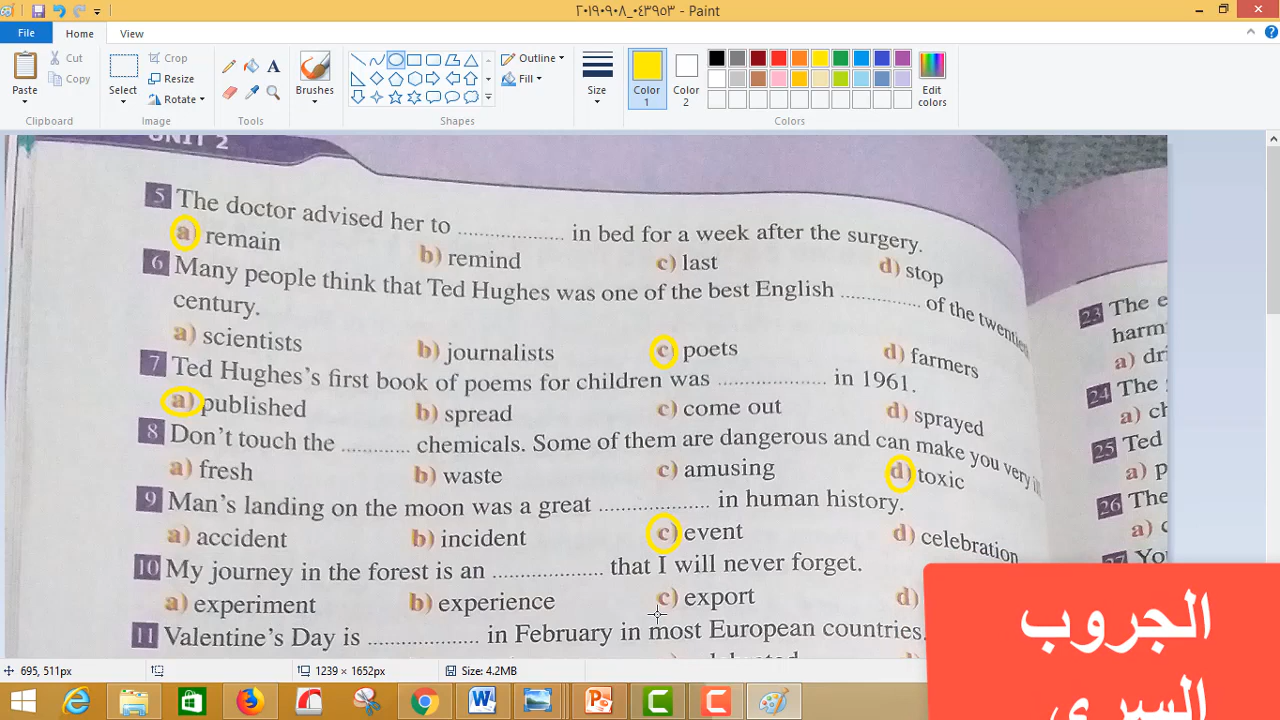 ٢٠١٩٠٩٠٨_٠٤٣٩٥٣ - Paint
File Home View
Cut
Copy
Paste
Clipboard
Select
Crop
Resize
Rotate
Image
Tools
Brushes
Outline
Fill
Shapes
Size
Color 1
Color 2
Edit colors
Colors
UNIT 2
5 The doctor advised her to .................... in bed for a week after the surgery.
a) remain b) remind c) last d) stop
6 Many people think that Ted Hughes was one of the best English ............... of the twentieth
century.
a) scientists b) journalists c) poets d) farmers
7 Ted Hughes's first book of poems for children was .................... in 1961.
a) published b) spread c) come out d) sprayed
8 Don't touch the ............. chemicals. Some of them are dangerous and can make you very ill.
a) fresh b) waste c) amusing d) toxic
9 Man's landing on the moon was a great .................... in human history.
a) accident b) incident c) event d) celebration
10 My journey in the forest is an .................... that I will never forget.
a) experiment b) experience c) export d)
11 Valentine's Day is .................... in February in most European countries.
23 The e
harm
a) dri
24 The
a) ch
25 Ted
a) p
26 The
a) c
27 Yo
الجروب
السري
695, 511px
1239 × 1652px
Size: 4.2MB